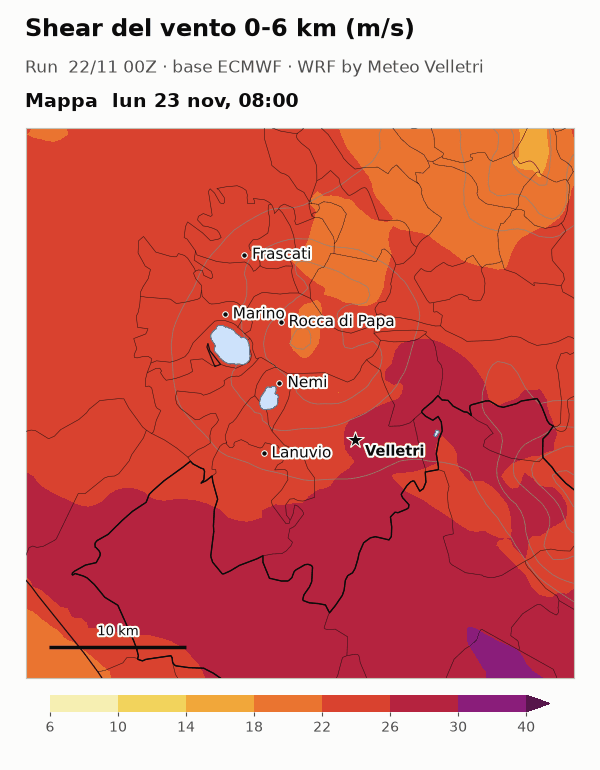 Shear del vento 0-6 km (m/s)
Run  22/11 00Z · base ECMWF · WRF by Meteo Velletri
Mappa  lun 23 nov, 08:00
Frascati
Marino
Rocca di Papa
Nemi
Velletri
Lanuvio
10 km
6 10 14 18 22 26 30 40